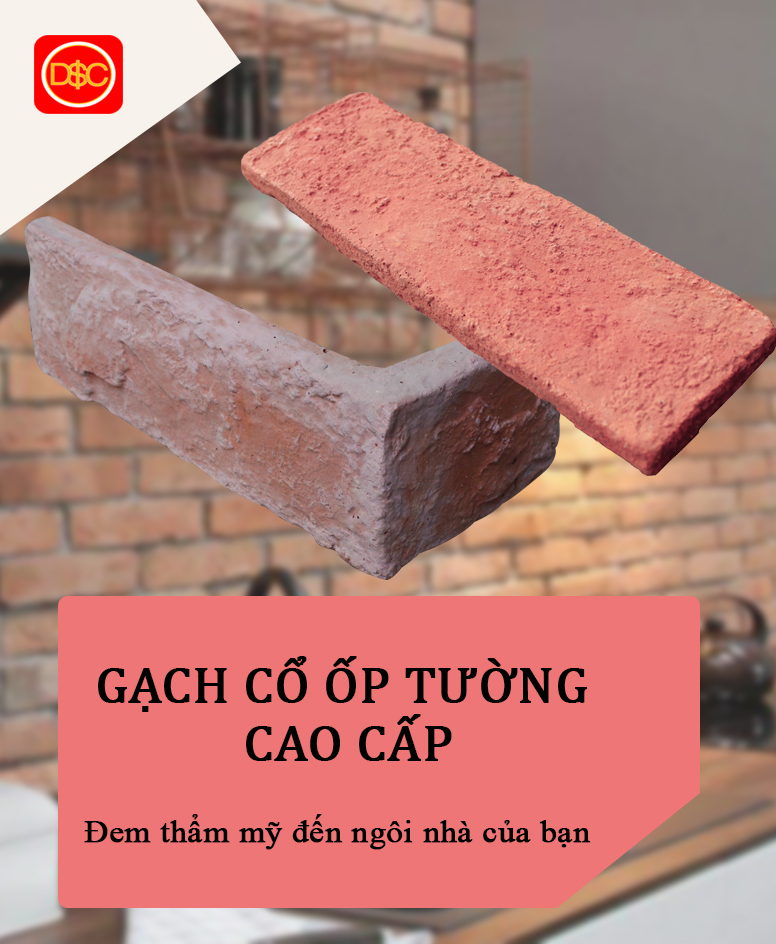 D$C
GẠCH CỔ ỐP TƯỜNG
CAO CẤP
Đem thẩm mỹ đến ngôi nhà của bạn